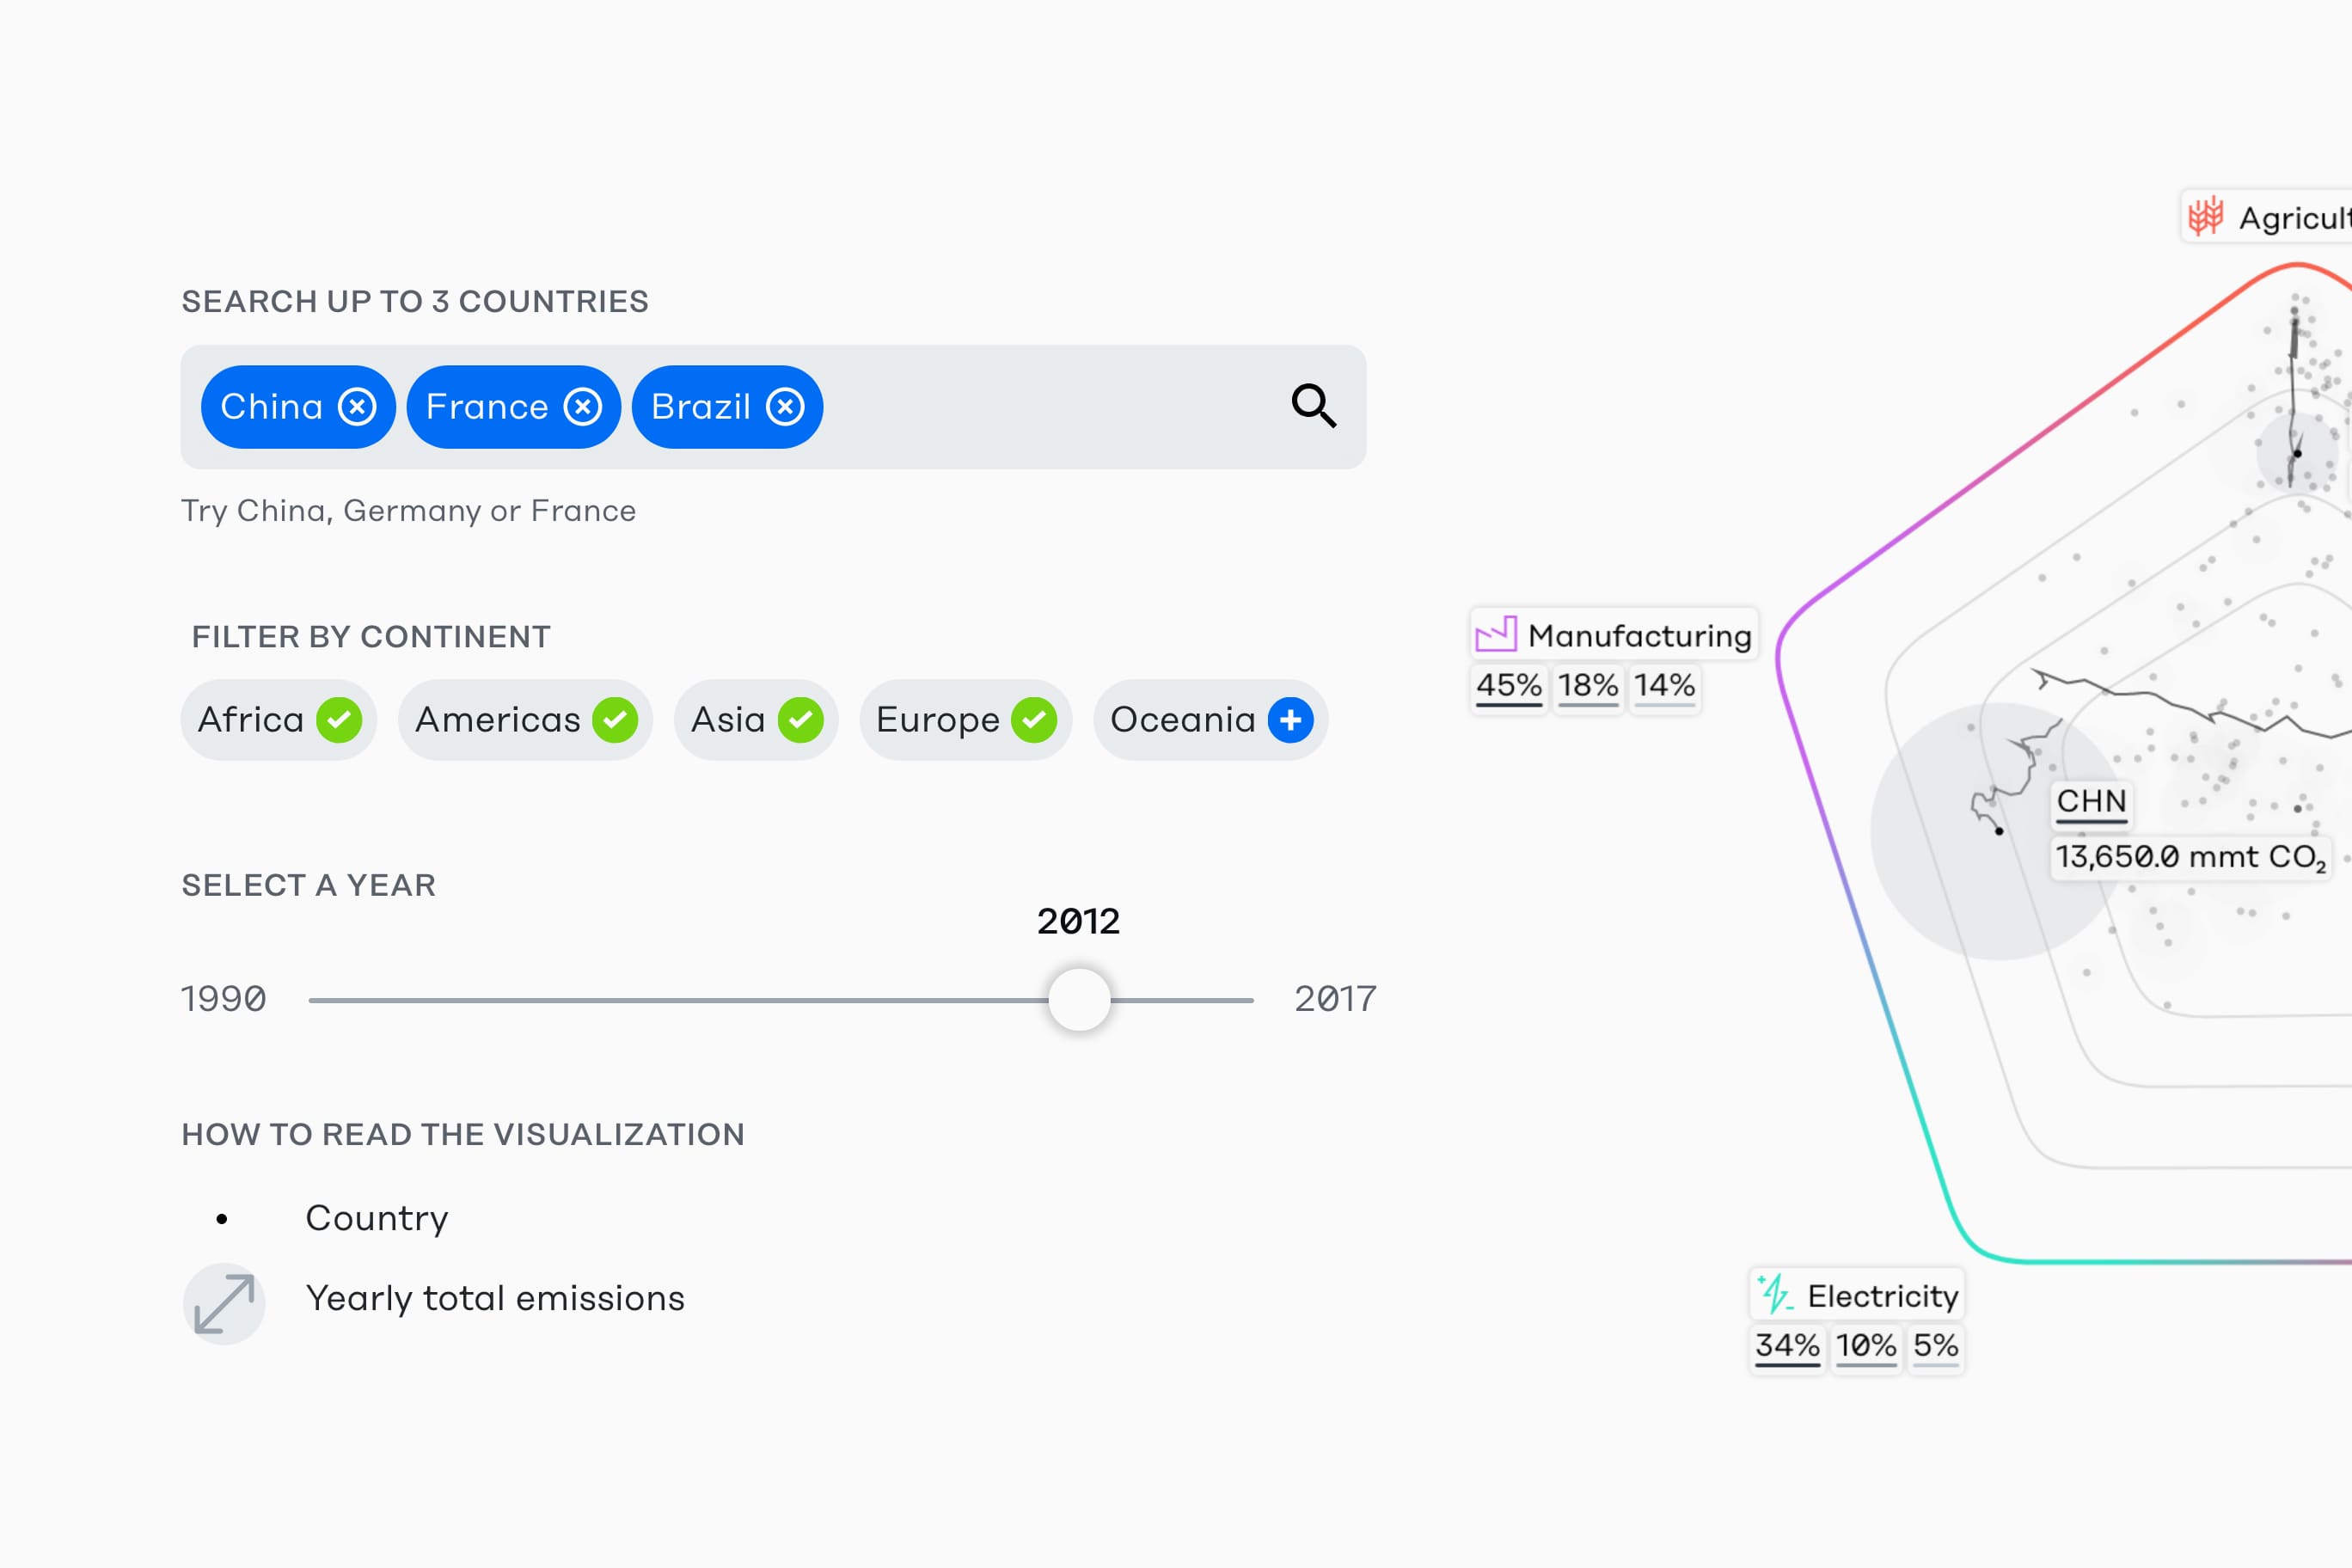 SEARCH UP TO 3 COUNTRIES
China France Brazil
Try China, Germany or France
FILTER BY CONTINENT
Africa Americas Asia Europe Oceania
SELECT A YEAR
2012
1990 2017
HOW TO READ THE VISUALIZATION
Country
Yearly total emissions
Agricult
Manufacturing
45% 18% 14%
CHN
13,650.0 mmt CO₂
Electricity
34% 10% 5%